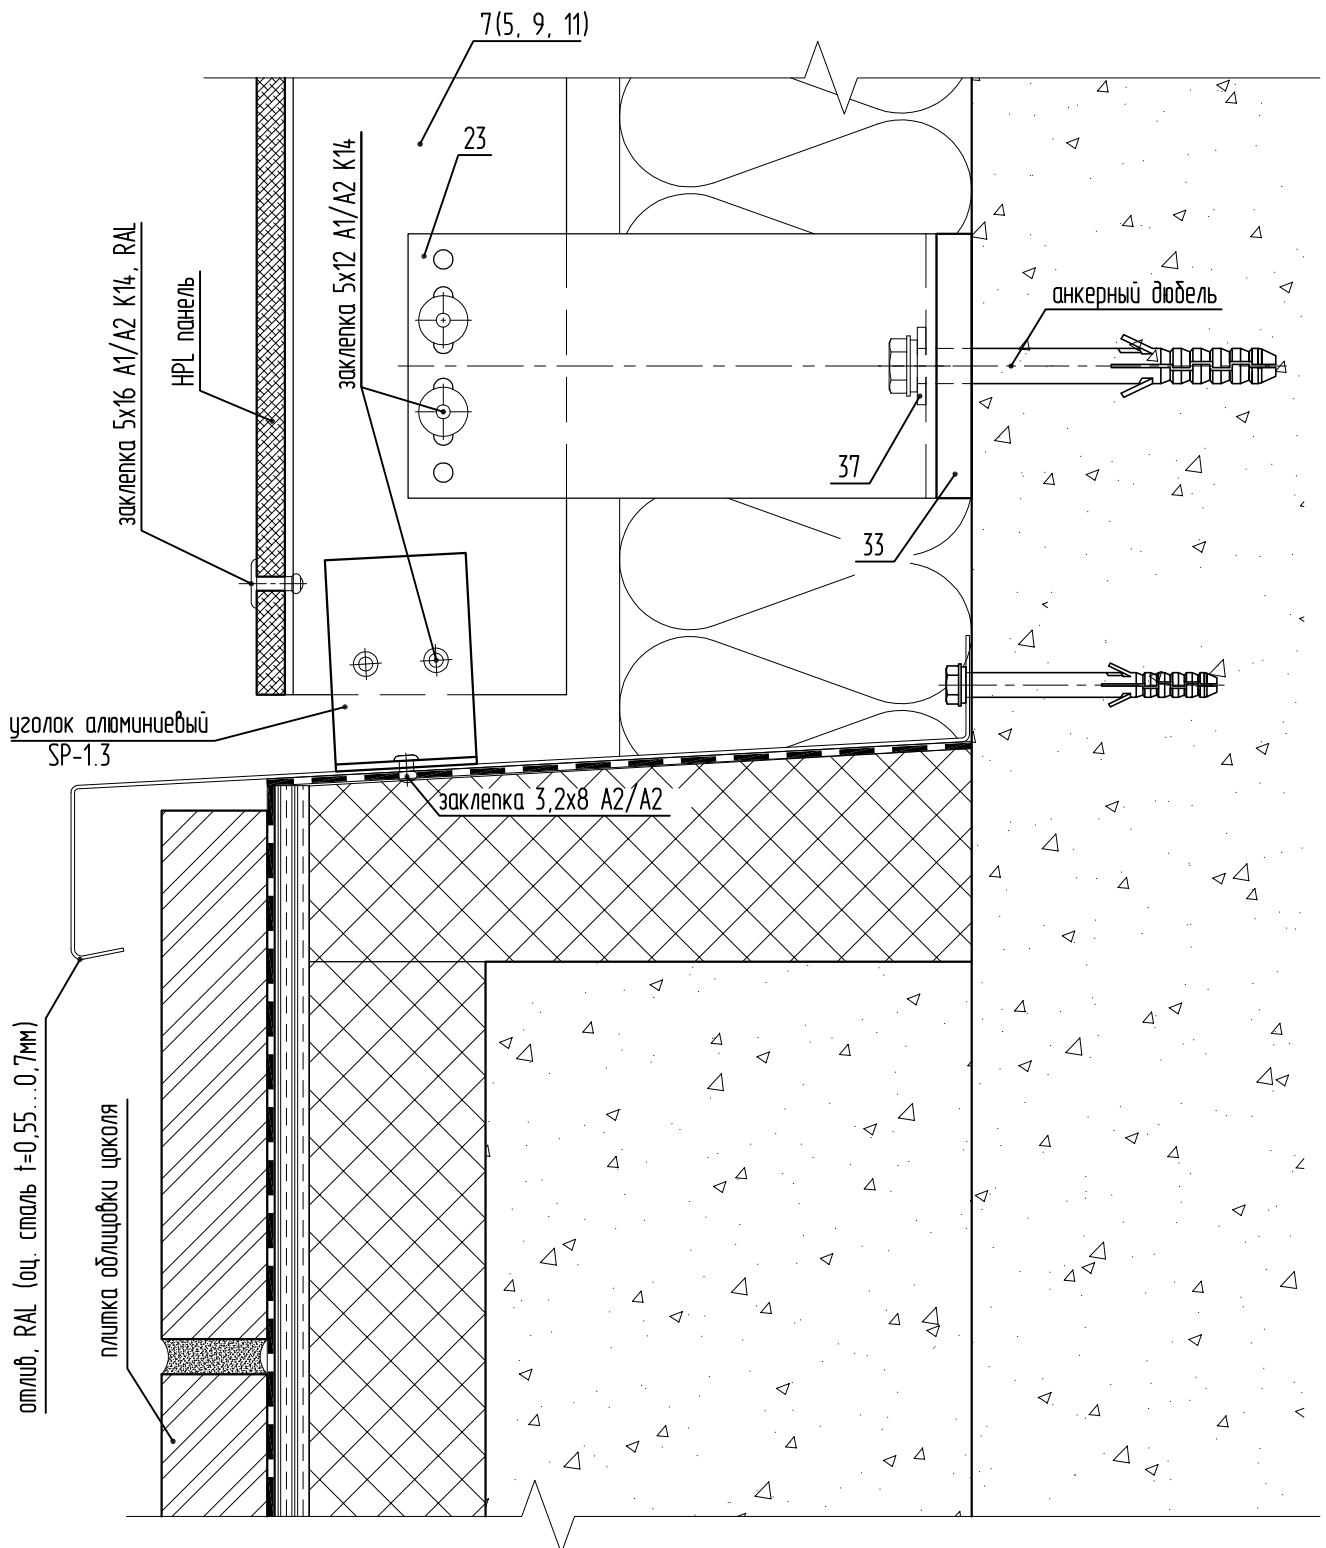 7(5, 9, 11)
23
заклепка 5х12 А1/А2 К14
заклепка 5х16 А1/А2 К14, RAL
HPL панель
анкерный дюбель
37
33
уголок алюминиевый
SP-1.3
заклепка 3,2х8 А2/А2
отлив, RAL (оц. сталь t=0,55...0,7мм)
плитка облицовки цоколя